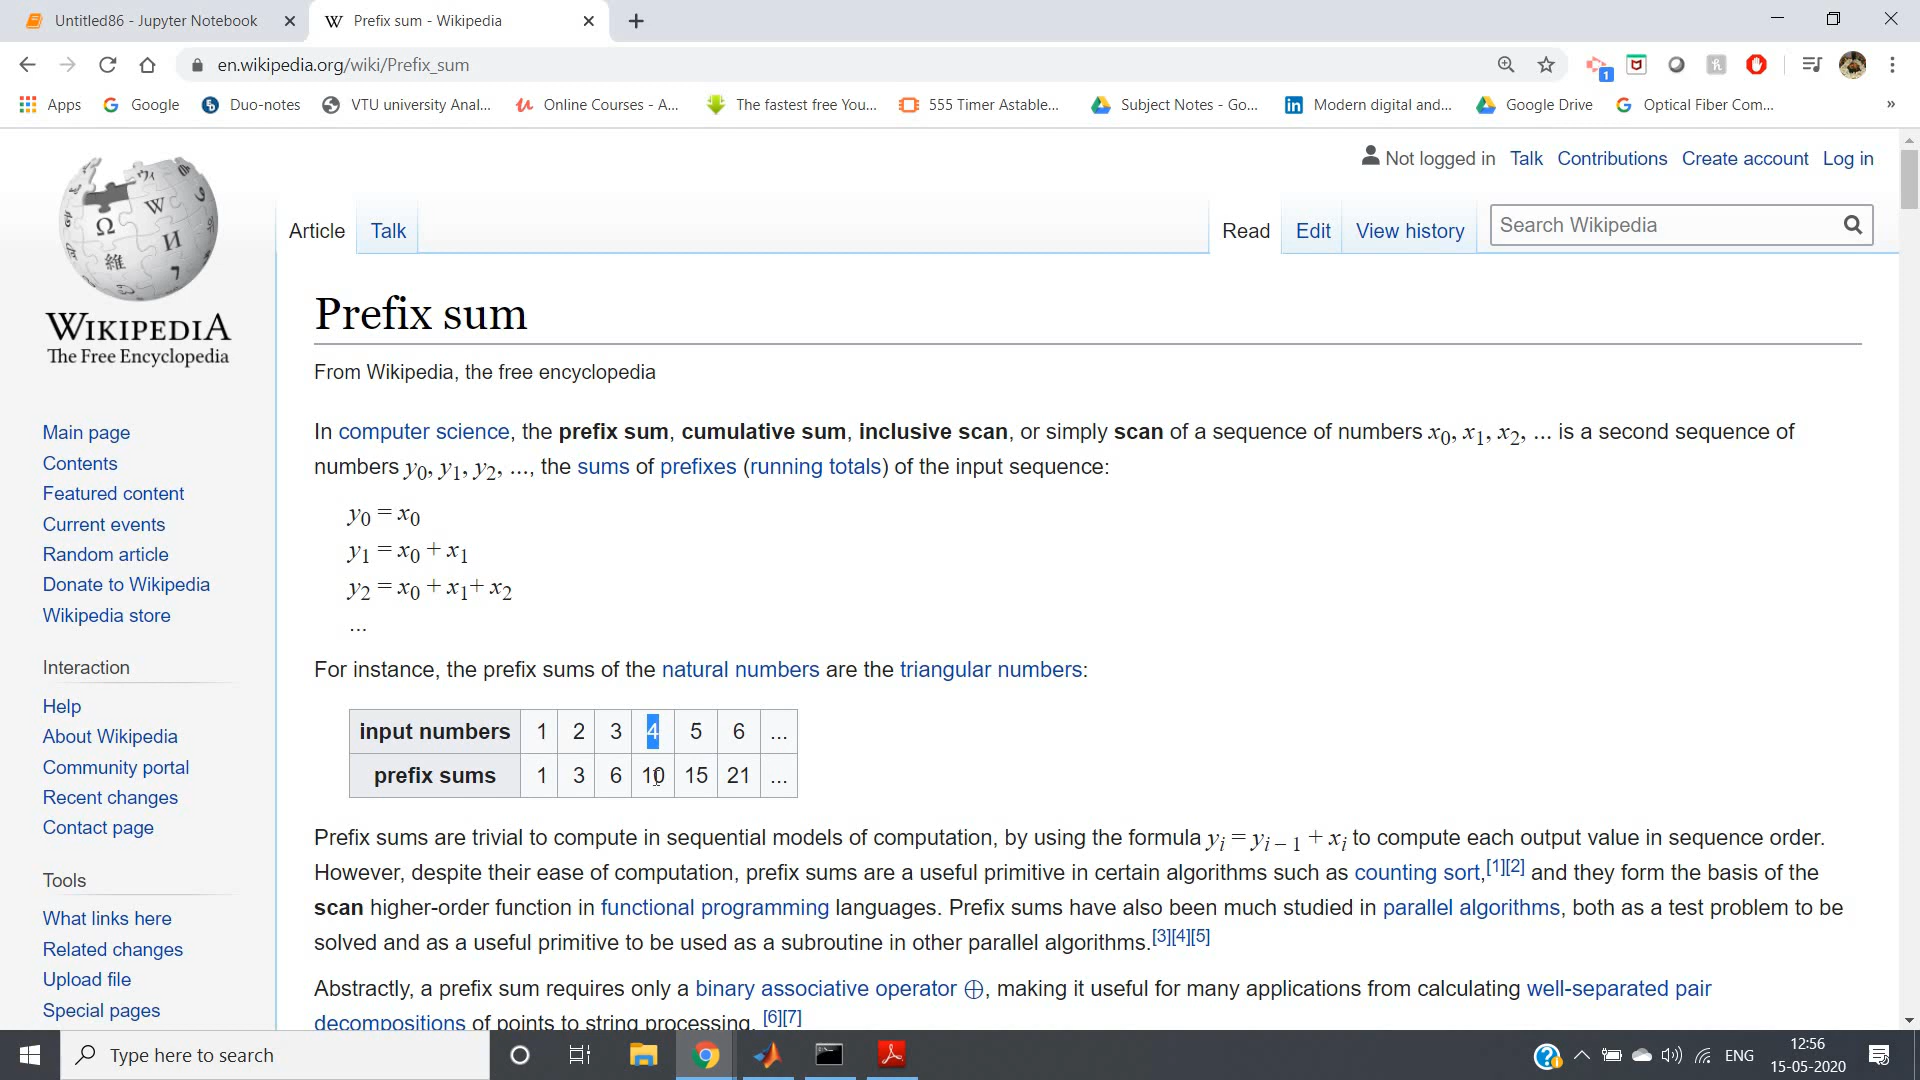 Untitled86 - Jupyter Notebook
Prefix sum - Wikipedia
en.wikipedia.org/wiki/Prefix_sum
1
Apps
Google
Duo-notes
VTU university Anal...
Online Courses - A...
The fastest free You...
555 Timer Astable...
Subject Notes - Go...
Modern digital and...
Google Drive
Optical Fiber Com...
»
Not logged in Talk Contributions Create account Log in
Article Talk
Read Edit View history
Search Wikipedia
WIKIPEDIA
The Free Encyclopedia
Main page
Contents
Featured content
Current events
Random article
Donate to Wikipedia
Wikipedia store
Interaction
Help
About Wikipedia
Community portal
Recent changes
Contact page
Tools
What links here
Related changes
Upload file
Special pages
Prefix sum
From Wikipedia, the free encyclopedia
In computer science, the prefix sum, cumulative sum, inclusive scan, or simply scan of a sequence of numbers x₀, x₁, x₂, ... is a second sequence of
numbers y₀, y₁, y₂, ..., the sums of prefixes (running totals) of the input sequence:
y₀ = x₀
y₁ = x₀ + x₁
y₂ = x₀ + x₁+ x₂
...
For instance, the prefix sums of the natural numbers are the triangular numbers:
input numbers 1 2 3 4 5 6 ...
prefix sums 1 3 6 10 15 21 ...
Prefix sums are trivial to compute in sequential models of computation, by using the formula yᵢ = yᵢ₋₁ + xᵢ to compute each output value in sequence order.
However, despite their ease of computation, prefix sums are a useful primitive in certain algorithms such as counting sort,[1][2] and they form the basis of the
scan higher-order function in functional programming languages. Prefix sums have also been much studied in parallel algorithms, both as a test problem to be
solved and as a useful primitive to be used as a subroutine in other parallel algorithms.[3][4][5]
Abstractly, a prefix sum requires only a binary associative operator ⊕, making it useful for many applications from calculating well-separated pair
decompositions of points to string processing. [6][7]
Type here to search
ENG
12:56
15-05-2020